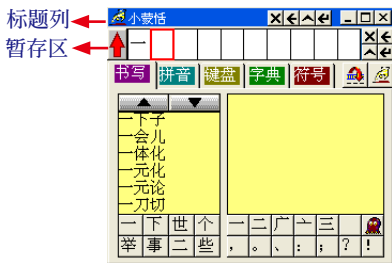 标题列 小蒙恬
暂存区 一
书写 拼音 键盘 字典 符号
一下子
一会儿
一体化
一元化
一元论
一刀切
一 下 世 个 一 二 广 亠 三
举 事 二 些 , 。 、 : ; ? !